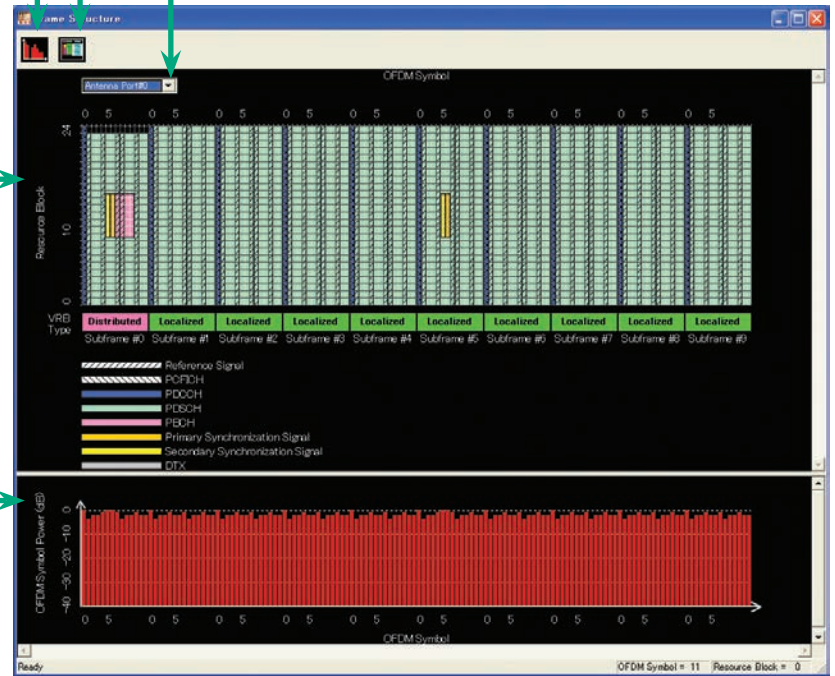 Frame Structure
Antenna Port#0
OFDM Symbol
0 5 0 5 0 5 0 5 0 5 0 5 0 5 0 5 0 5 0 5
24
10
0
Resource Block
VRB Type
Distributed Localized Localized Localized Localized Localized Localized Localized Localized Localized
Subframe #0 Subframe #1 Subframe #2 Subframe #3 Subframe #4 Subframe #5 Subframe #6 Subframe #7 Subframe #8 Subframe #9
Reference Signal
PCFICH
PDCCH
PDSCH
PBCH
Primary Synchronization Signal
Secondary Synchronization Signal
DTX
OFDM Symbol Power (dB)
0
-10
-20
-30
-40
0 5 0 5 0 5 0 5 0 5 0 5 0 5 0 5 0 5 0 5
OFDM Symbol
Ready
OFDM Symbol = 11 Resource Block = 0